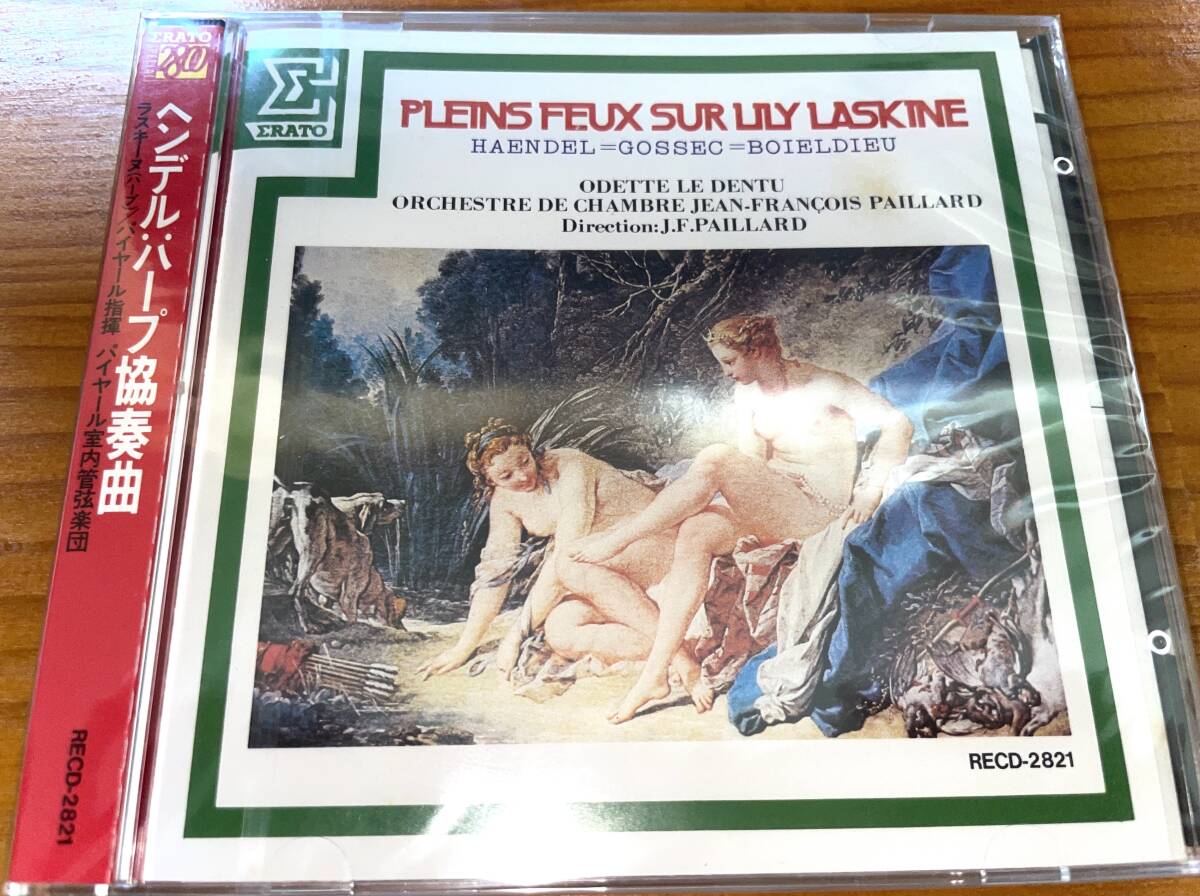 ERATO
SPECIAL
80
ヘンデル:ハープ協奏曲
ラスキーヌ(ハープ)/パイヤール指揮 パイヤール室内管弦楽団
RECD-2821
Σ
ΣRATO
PLEINS FEUX SUR LILY LASKINE
HAENDEL=GOSSEC=BOIELDIEU
ODETTE LE DENTU
ORCHESTRE DE CHAMBRE JEAN-FRANÇOIS PAILLARD
Direction:J.F.PAILLARD
RECD-2821